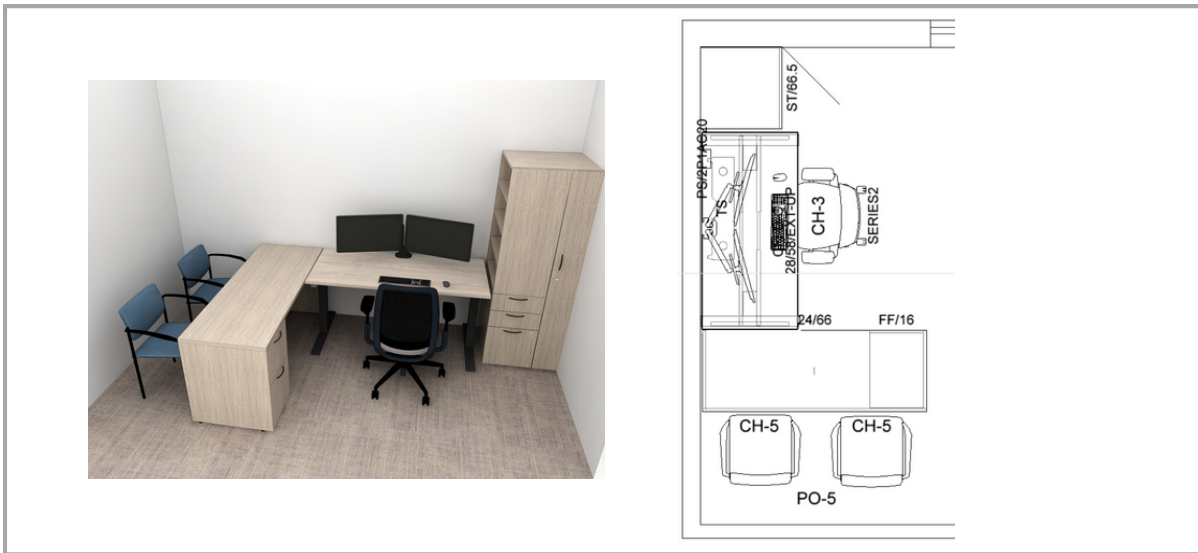 ST/66.5
PS/2P1AG20
TS
28/58/EXT-UP
CH-3
SERIES2
24/66
FF/16
CH-5
CH-5
PO-5